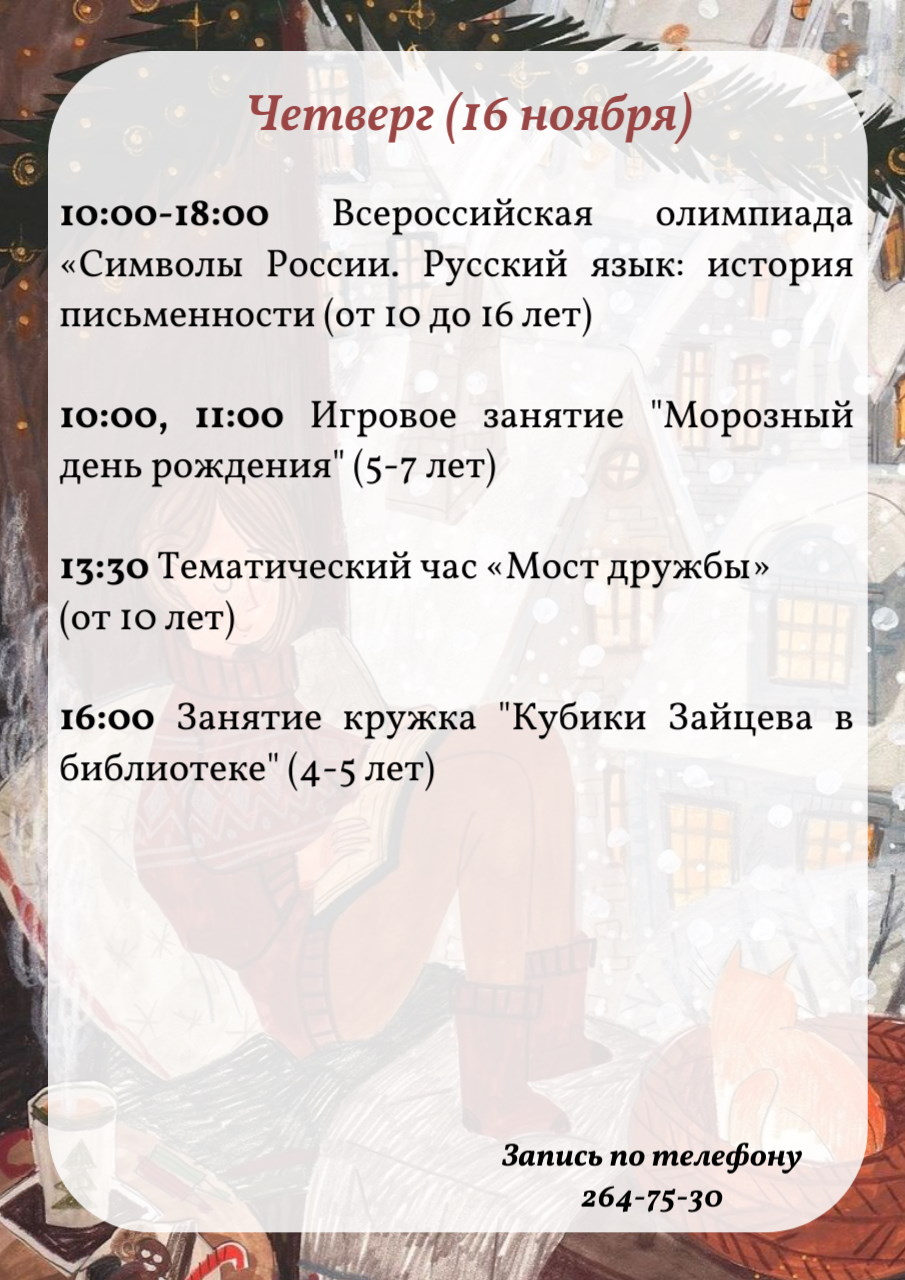 Четверг (16 ноября)
10:00-18:00 Всероссийская олимпиада
«Символы России. Русский язык: история
письменности (от 10 до 16 лет)
10:00, 11:00 Игровое занятие "Морозный
день рождения" (5-7 лет)
13:30 Тематический час «Мост дружбы»
(от 10 лет)
16:00 Занятие кружка "Кубики Зайцева в
библиотеке" (4-5 лет)
Запись по телефону
264-75-30